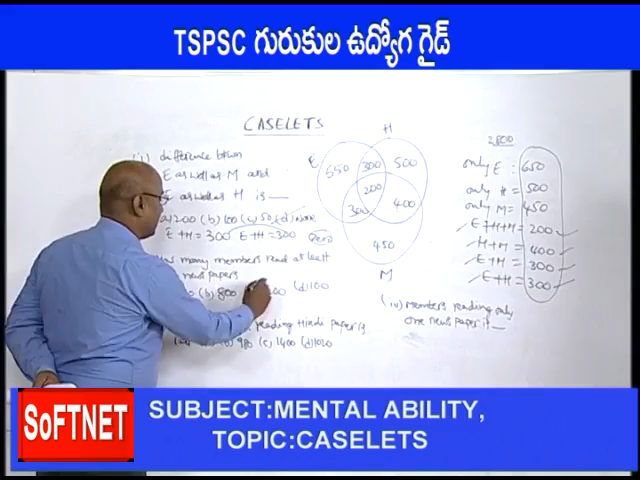 TSPSC గురుకుల ఉద్యోగ గైడ్
CASELETS
difference btwn
E as well as M and
E as well as H is
200 (b) 100 (c) 50 (d) None
E+M = 300 E+H = 300
many members read at least
news papers
(b) 800 (d) 100
reading Hindi paper is
(b) 980 (c) 1400 (d) 1020
H
E
550 300 500
200
300 400
450
M
(iv) Members reading only
one news paper is
2800
only E : 650
only H = 500
only M = 450
E+H+M = 200
H+M = 400
E+M = 300
E+H = 300
SoFTNET
SUBJECT:MENTAL ABILITY,
TOPIC:CASELETS